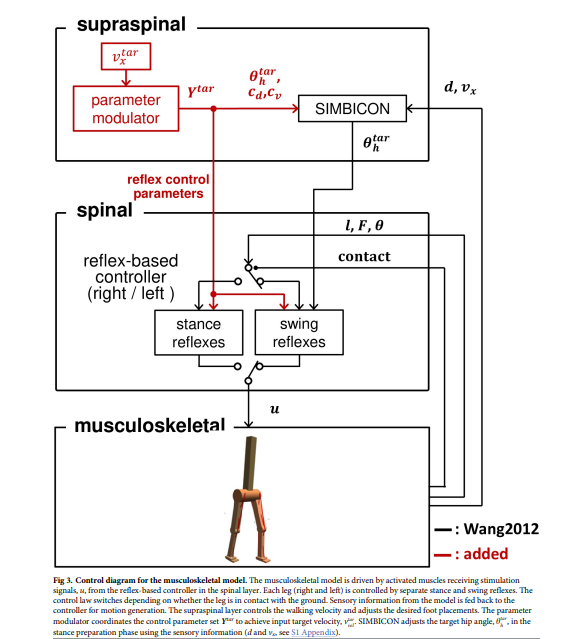 supraspinal
v_x^{tar}
parameter
modulator
Y^{tar}
θ_h^{tar},
c_d,c_v
SIMBICON
d, v_x
θ_h^{tar}
reflex control
parameters
spinal
l, F, θ
contact
reflex-based
controller
(right / left )
stance
reflexes
swing
reflexes
u
musculoskeletal
: Wang2012
: added
Fig 3. Control diagram for the musculoskeletal model. The musculoskeletal model is driven by activated muscles receiving stimulation
signals, u, from the reflex-based controller in the spinal layer. Each leg (right and left) is controlled by separate stance and swing reflexes. The
control law switches depending on whether the leg is in contact with the ground. Sensory information from the model is fed back to the
controller for motion generation. The supraspinal layer controls the walking velocity and adjusts the desired foot placements. The parameter
modulator coordinates the control parameter set Y^{tar} to achieve input target velocity, SIMBICON adjusts the target hip angle, θ_h^{tar}, in
the stance preparation phase using the sensory information (d and v_x, see S1 Appendix).